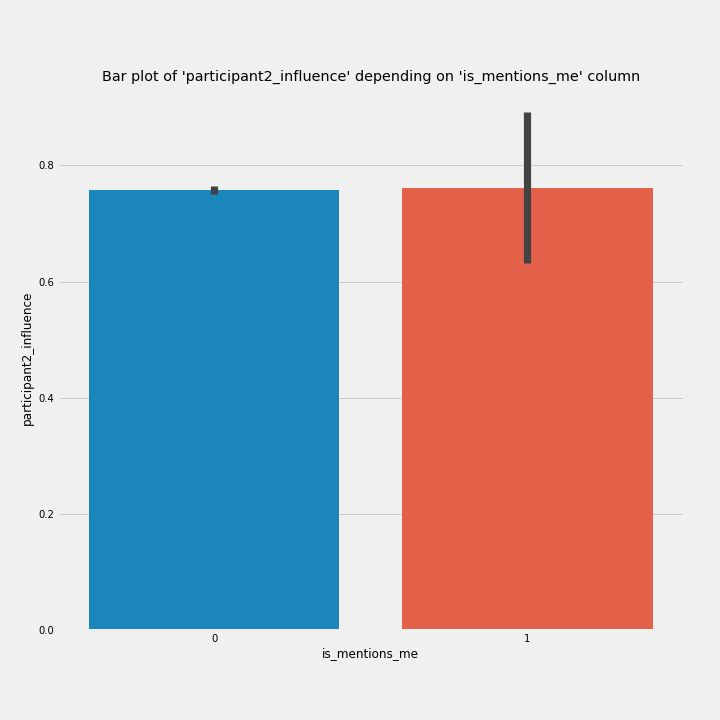 Bar plot of 'participant2_influence' depending on 'is_mentions_me' column
0.8
0.6
0.4
0.2
0.0
participant2_influence
0
1
is_mentions_me